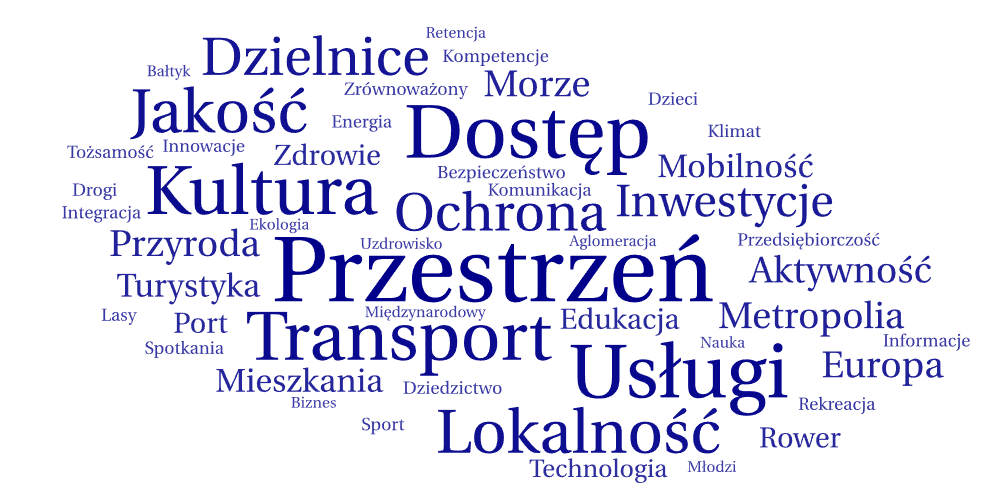 Retencja
Dzielnice
Kompetencje
Bałtyk
Zrównoważony
Morze
Dzieci
Jakość
Energia
Dostęp
Klimat
Tożsamość
Innowacje
Zdrowie
Mobilność
Bezpieczeństwo
Drogi
Kultura
Komunikacja
Inwestycje
Integracja
Ochrona
Ekologia
Przyroda
Uzdrowisko
Aglomeracja
Przedsiębiorczość
Przestrzeń
Aktywność
Turystyka
Lasy
Port
Międzynarodowy
Edukacja
Metropolia
Transport
Spotkania
Nauka
Informacje
Usługi
Europa
Mieszkania
Dziedzictwo
Biznes
Rekreacja
Sport
Lokalność
Rower
Technologia
Młodzi